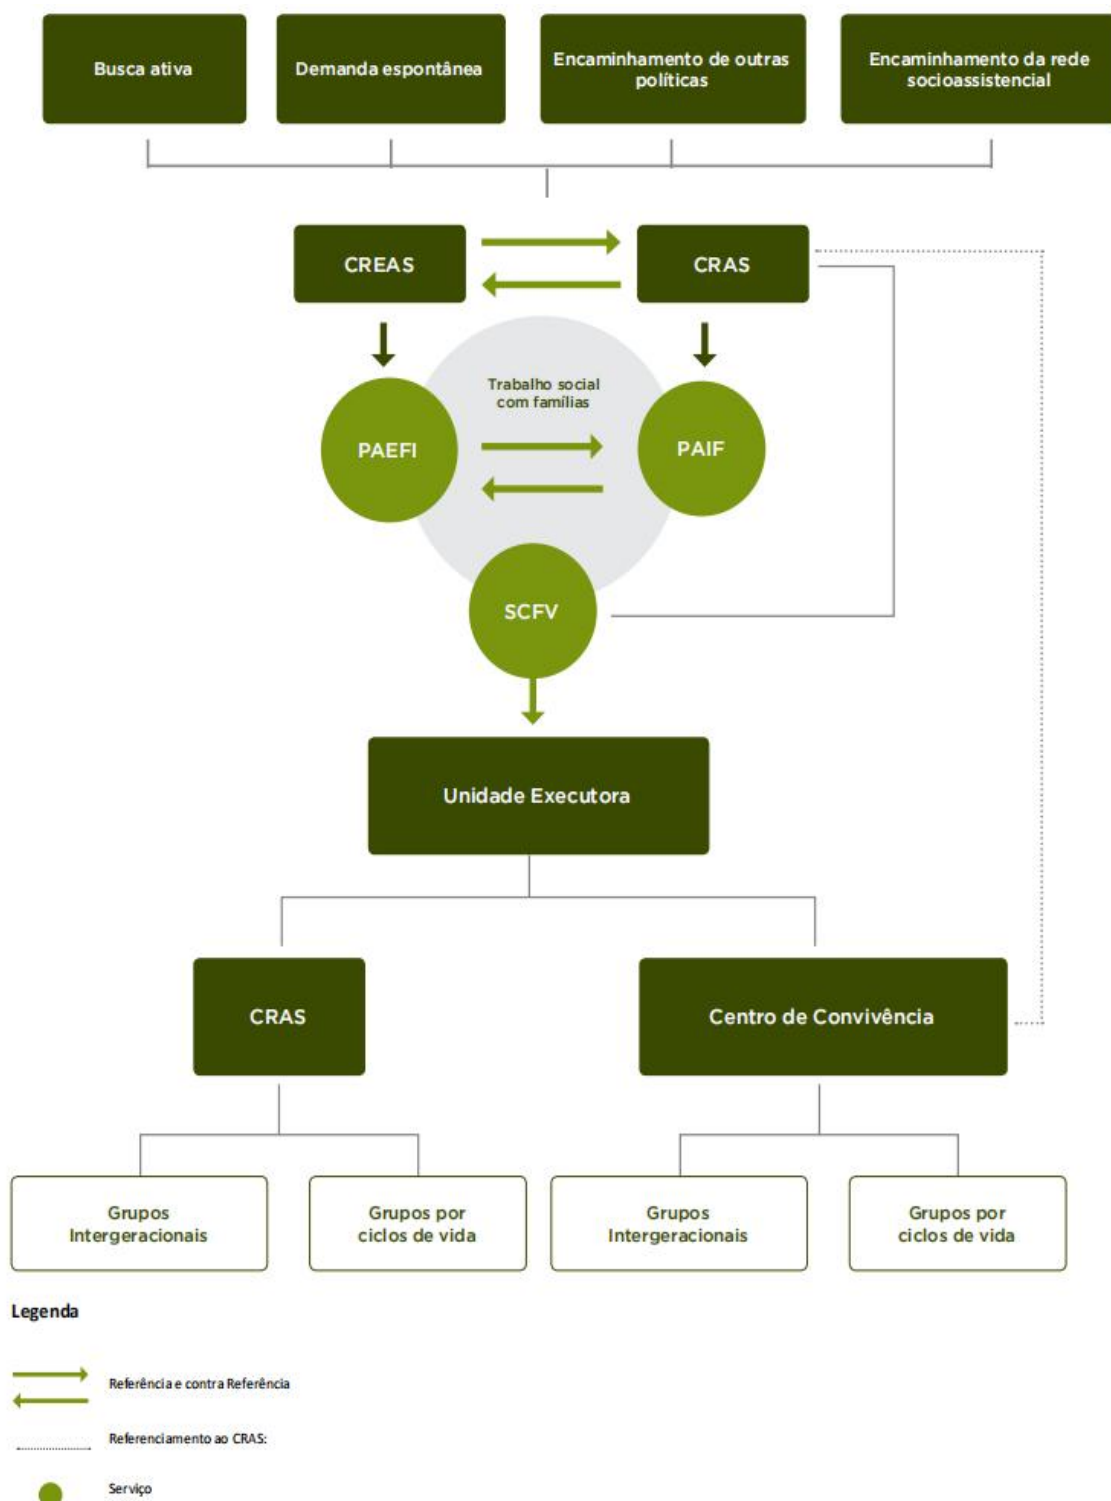 Busca ativa
Demanda espontânea
Encaminhamento de outras
políticas
Encaminhamento da rede
socioassistencial
CREAS
CRAS
Trabalho social
com famílias
PAEFI
PAIF
SCFV
Unidade Executora
CRAS
Centro de Convivência
Grupos
Intergeracionais
Grupos por
ciclos de vida
Grupos
Intergeracionais
Grupos por
ciclos de vida
Legenda
Referência e contra Referência
Referenciamento ao CRAS:
Serviço